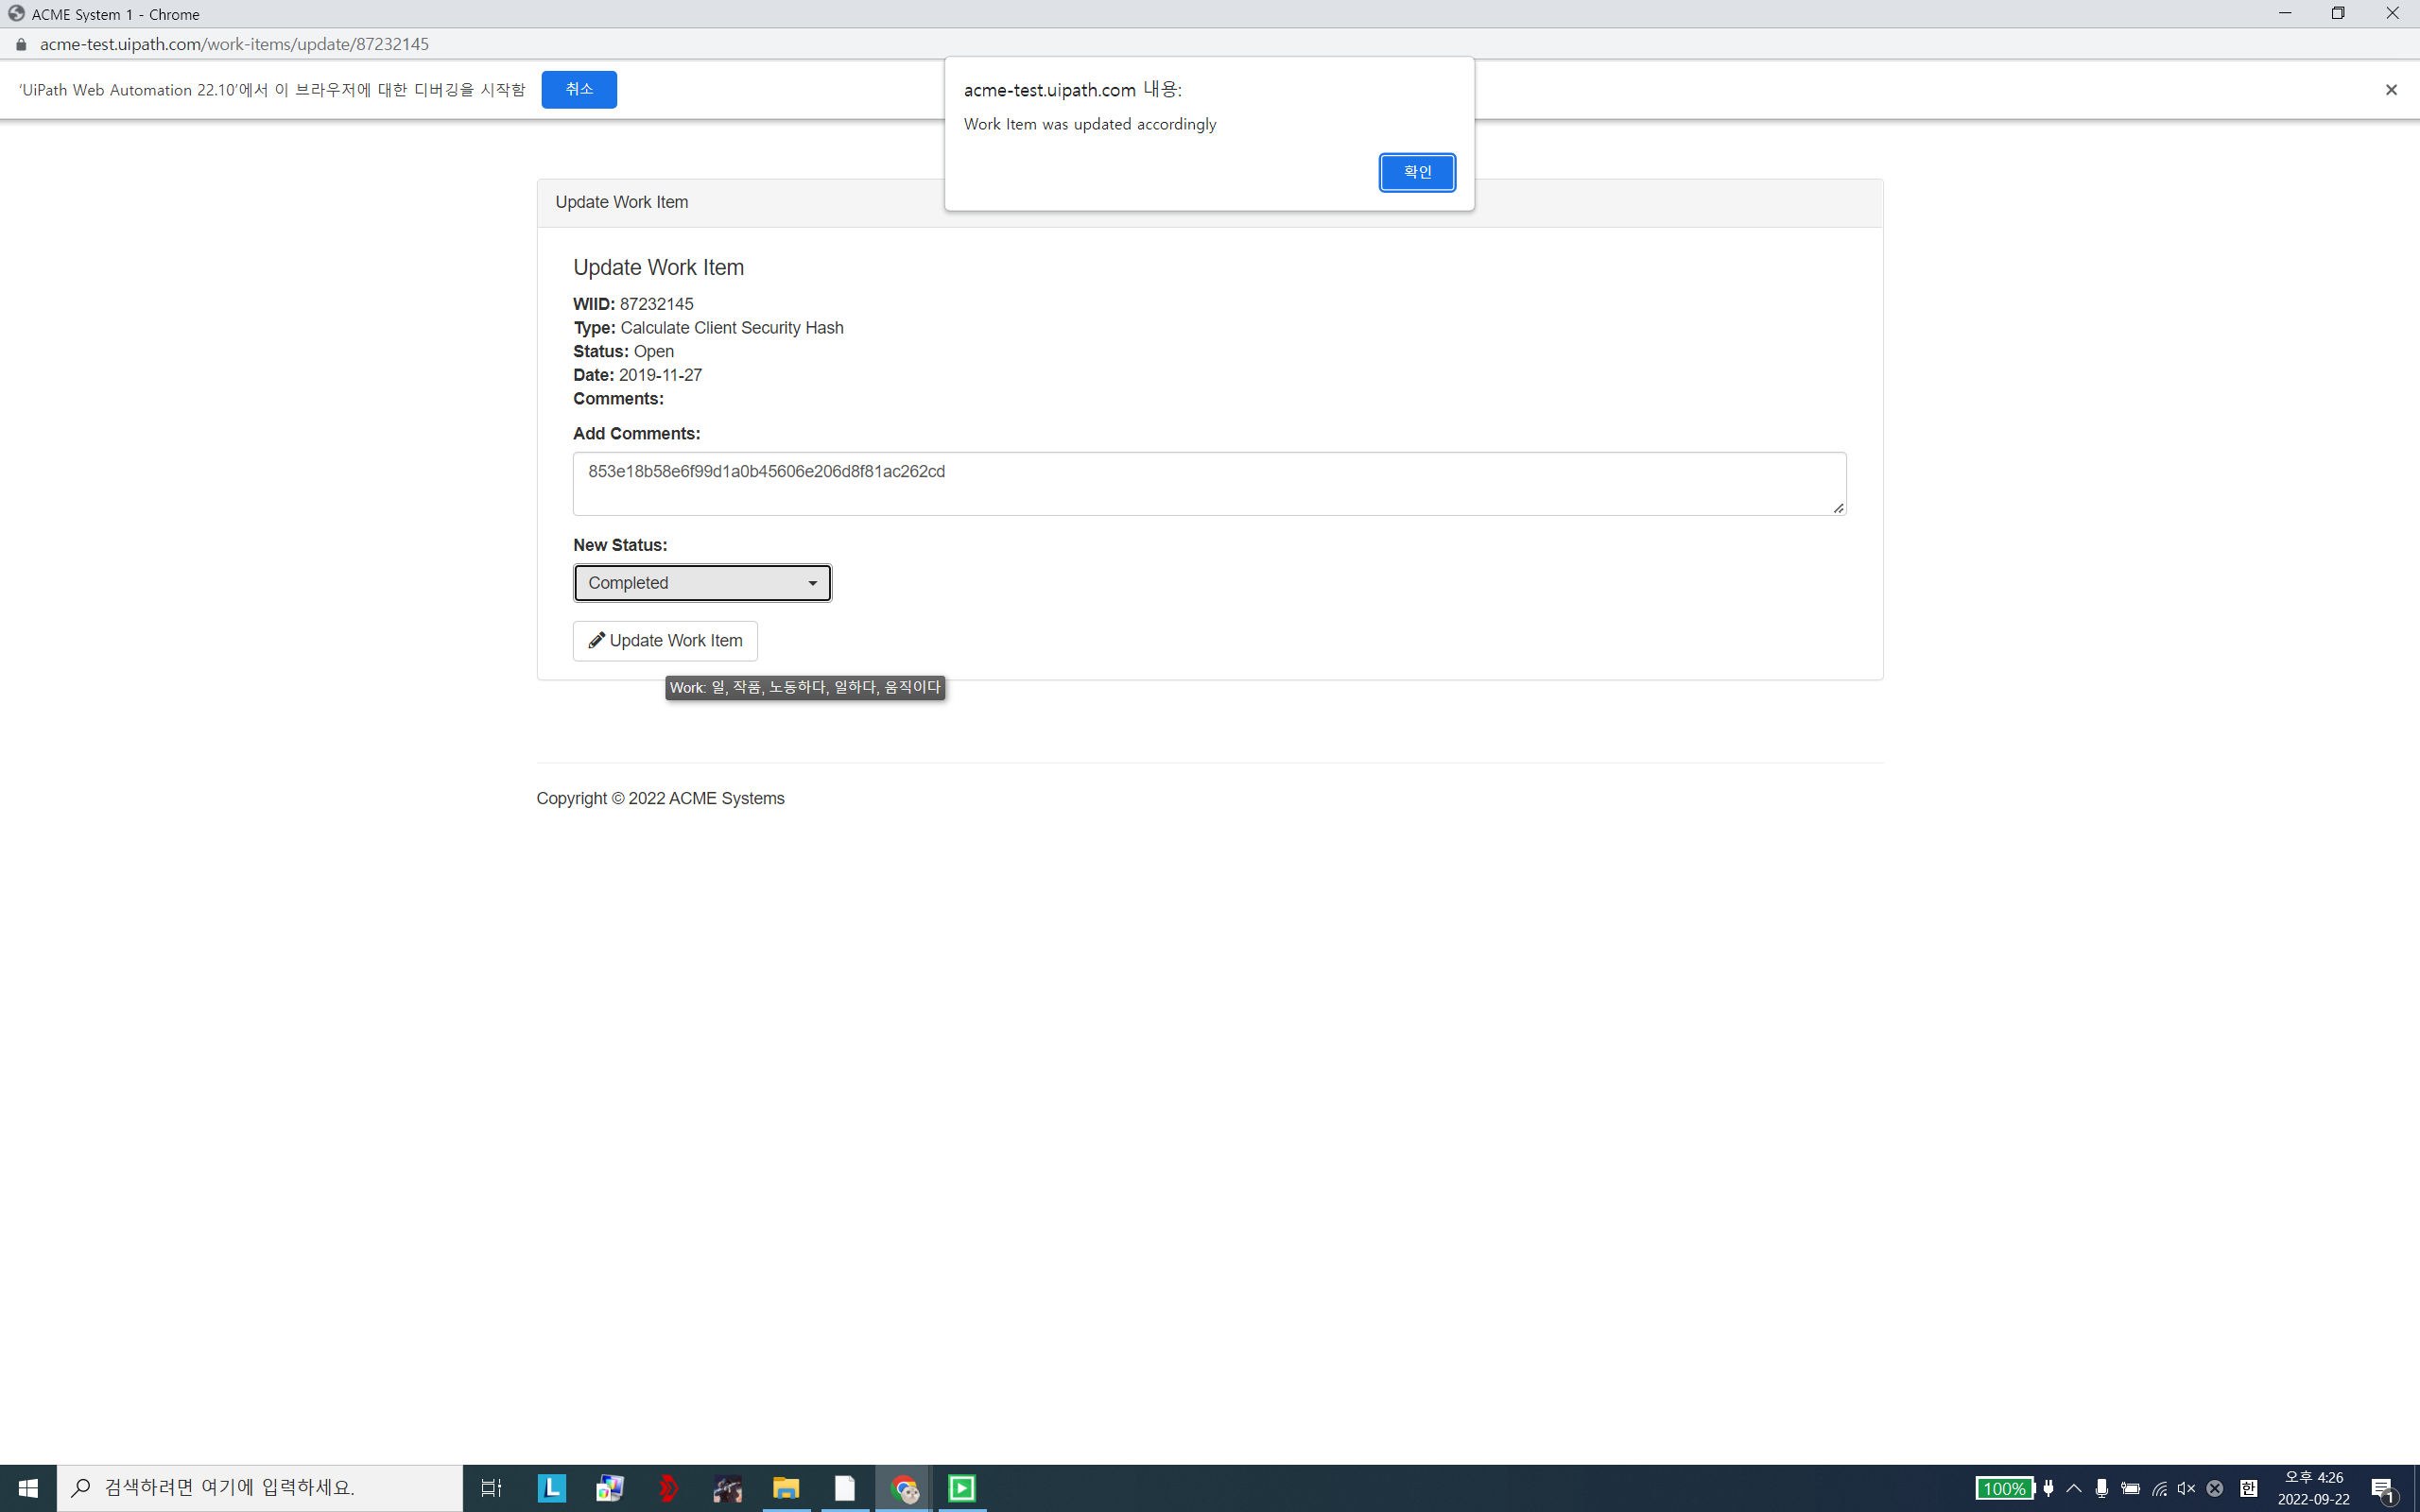 ACME System 1 - Chrome
acme-test.uipath.com/work-items/update/87232145
'UiPath Web Automation 22.10'에서 이 브라우저에 대한 디버깅을 시작함
취소
acme-test.uipath.com 내용:
Work Item was updated accordingly
확인
Update Work Item
Update Work Item
WIID: 87232145
Type: Calculate Client Security Hash
Status: Open
Date: 2019-11-27
Comments:
Add Comments:
853e18b58e6f99d1a0b45606e206d8f81ac262cd
New Status:
Completed
Update Work Item
Work: 일, 작품, 노동하다, 일하다, 움직이다
Copyright © 2022 ACME Systems
검색하려면 여기에 입력하세요.
L
100%
한
오후 4:26
2022-09-22
1